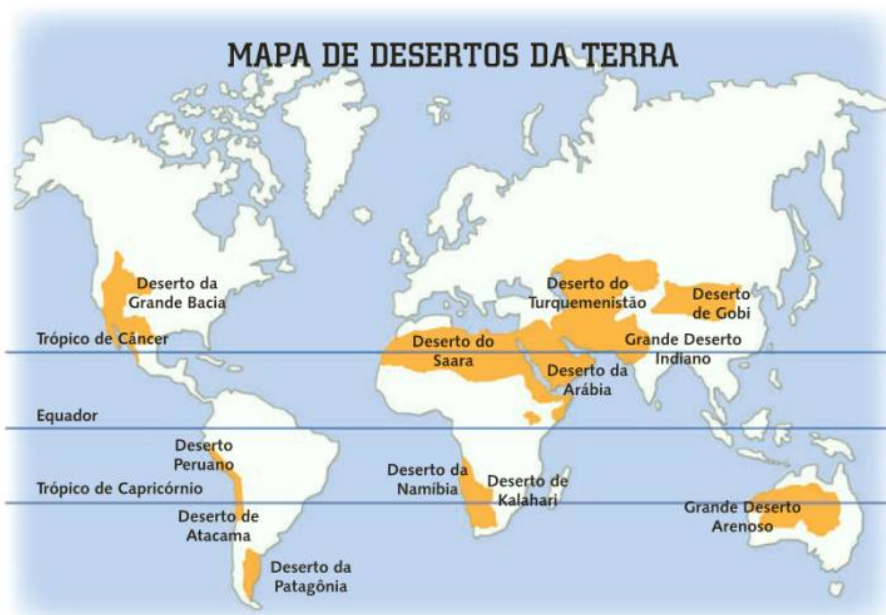 MAPA DE DESERTOS DA TERRA
Deserto da
Grande Bacia
Deserto do
Turquemenistão
Deserto
de Gobi
Trópico de Câncer
Deserto do
Saara
Grande Deserto
Indiano
Deserto da
Arábia
Equador
Deserto
Peruano
Deserto da
Namíbia
Deserto de
Kalahari
Trópico de Capricórnio
Deserto de
Atacama
Grande Deserto
Arenoso
Deserto da
Patagônia